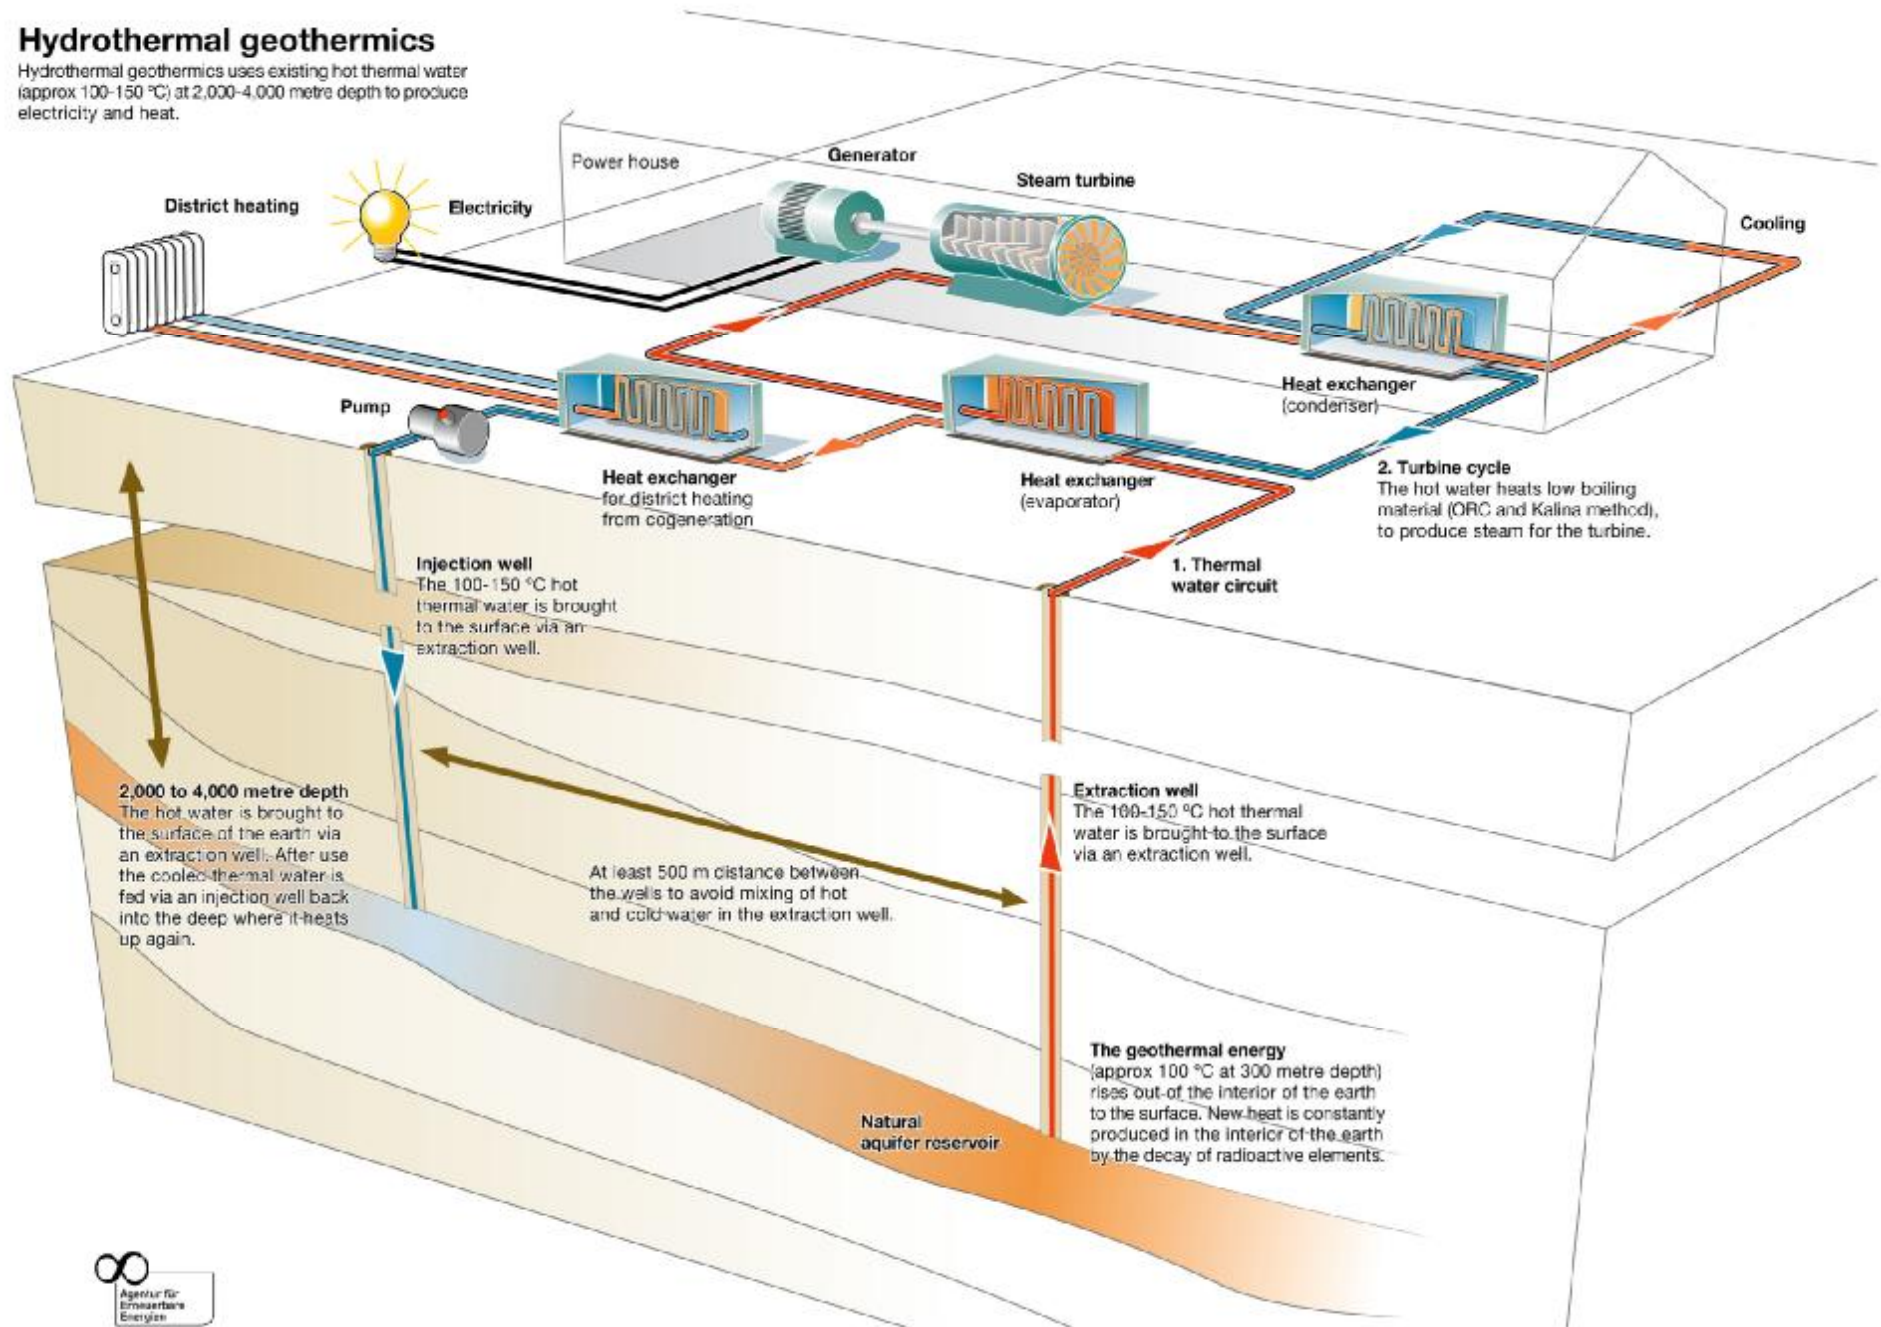 Hydrothermal geothermics
Hydrothermal geothermics uses existing hot thermal water
(approx 100-150 ºC) at 2,000-4,000 metre depth to produce
electricity and heat.
Power house
Generator
Steam turbine
District heating
Electricity
Cooling
Pump
Heat exchanger
(condenser)
Heat exchanger
for district heating
from cogeneration
Heat exchanger
(evaporator)
2. Turbine cycle
The hot water heats low boiling
material (ORC and Kalina method),
to produce steam for the turbine.
Injection well
The 100-150 ºC hot
thermal water is brought
to the surface via an
extraction well.
1. Thermal
water circuit
2,000 to 4,000 metre depth
The hot water is brought to
the surface of the earth via
an extraction well. After use
the cooled thermal water is
fed via an injection well back
into the deep where it heats
up again.
Extraction well
The 100-150 ºC hot thermal
water is brought to the surface
via an extraction well.
At least 500 m distance between
the wells to avoid mixing of hot
and cold water in the extraction well.
The geothermal energy
(approx 100 ºC at 300 metre depth)
rises out of the interior of the earth
to the surface. New heat is constantly
produced in the interior of the earth
by the decay of radioactive elements.
Natural
aquifer reservoir
Agentur für
Erneuerbare
Energien